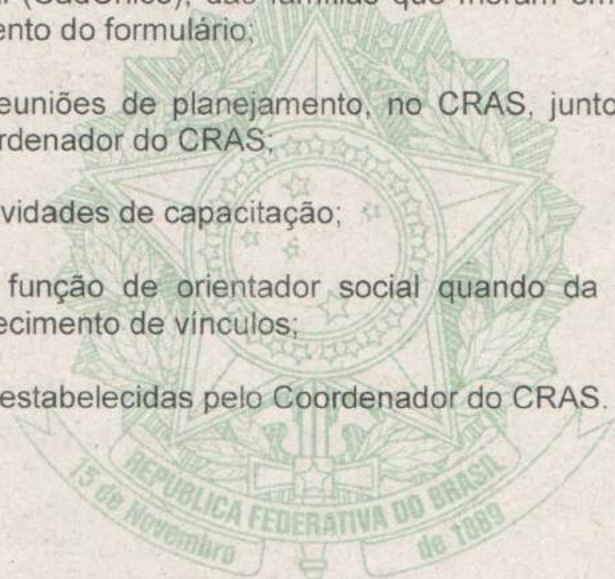 (CadÚnico), das famílias que moram em
ento do formulário;
euniões de planejamento, no CRAS, junto
rdenador do CRAS;
vidades de capacitação;
função de orientador social quando da
ecimento de vínculos;
estabelecidas pelo Coordenador do CRAS.
REPUBLICA FEDERATIVA DO BRASIL
15 de Novembro
de 1889